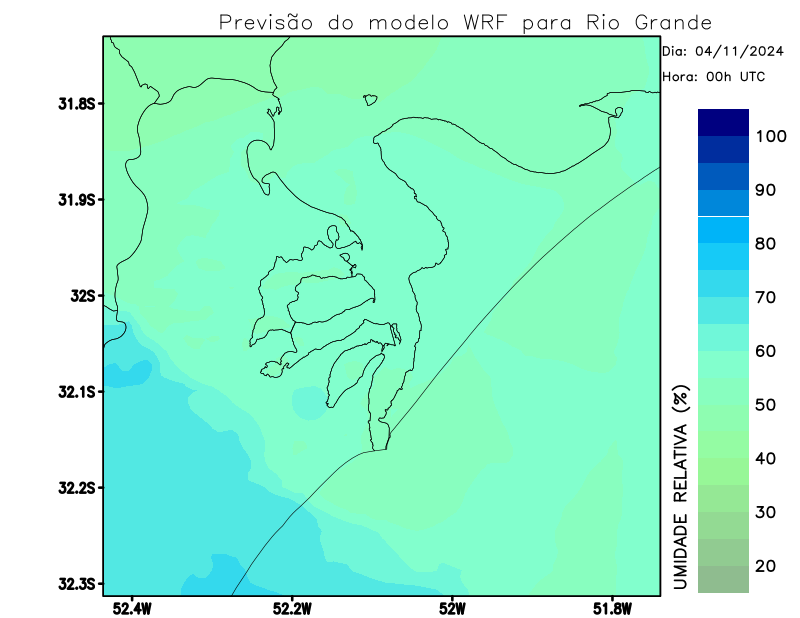 Previsão do modelo WRF para Rio Grande
Dia: 04/11/2024
Hora: 00h UTC
31.8S
31.9S
32S
32.1S
32.2S
32.3S
52.4W
52.2W
52W
51.8W
100
90
80
70
60
50
40
30
20
UMIDADE RELATIVA (%)